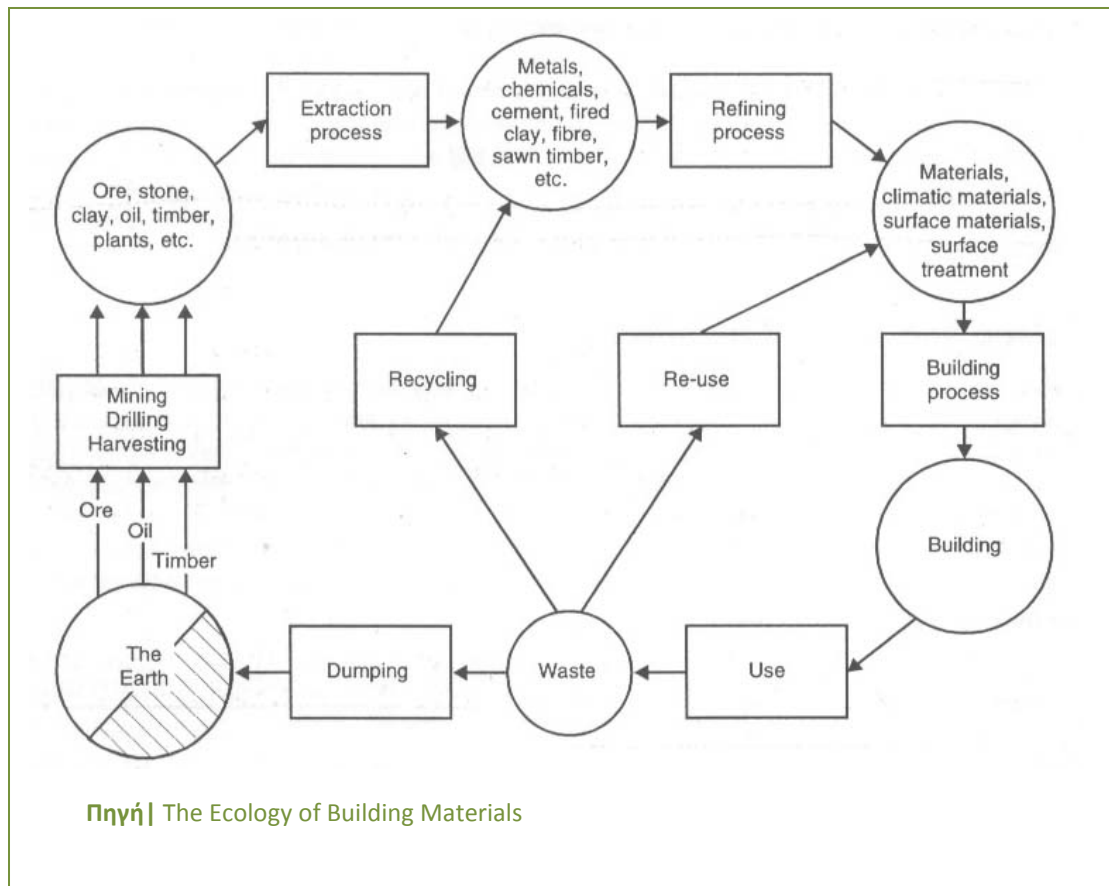 Metals,
chemicals,
cement, fired
clay, fibre,
sawn timber,
etc.
Extraction
process
Refining
process
Ore, stone,
clay, oil, timber,
plants, etc.
Materials,
climatic materials,
surface materials,
surface
treatment
Recycling
Re-use
Building
process
Mining
Drilling
Harvesting
Ore
Oil
Timber
Building
The
Earth
Dumping
Waste
Use
Πηγή| The Ecology of Building Materials